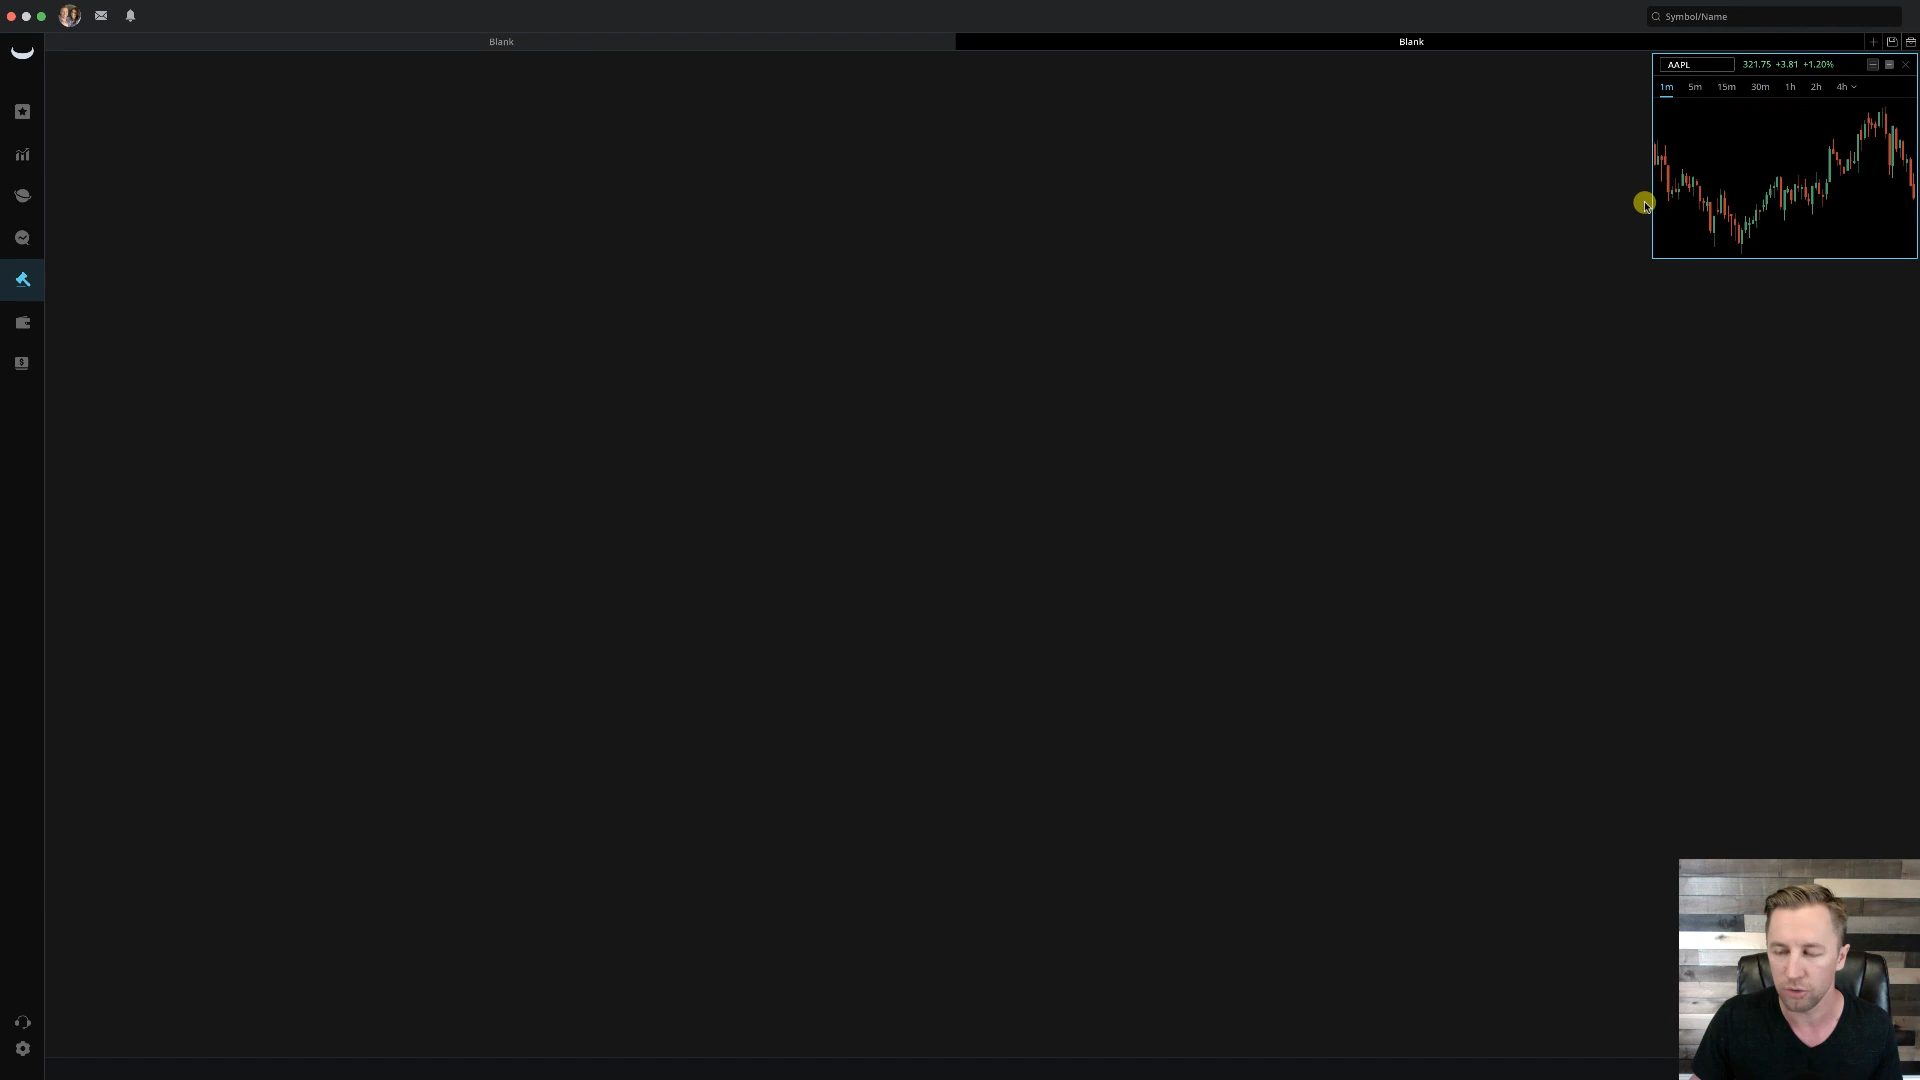 Symbol/Name
Blank
Blank
AAPL 321.75 +3.81 +1.20%
1m 5m 15m 30m 1h 2h 4h